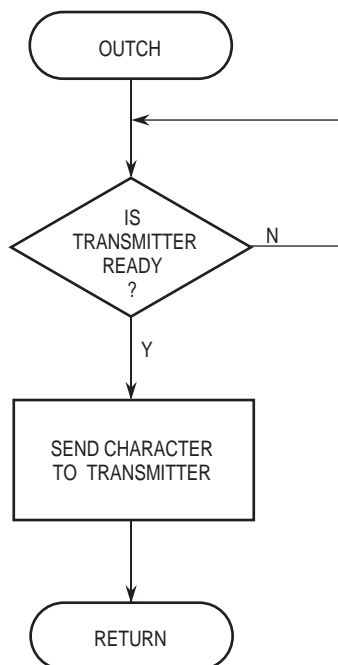 OUTCH
IS
TRANSMITTER
READY
?
N
Y
SEND CHARACTER
TO TRANSMITTER
RETURN